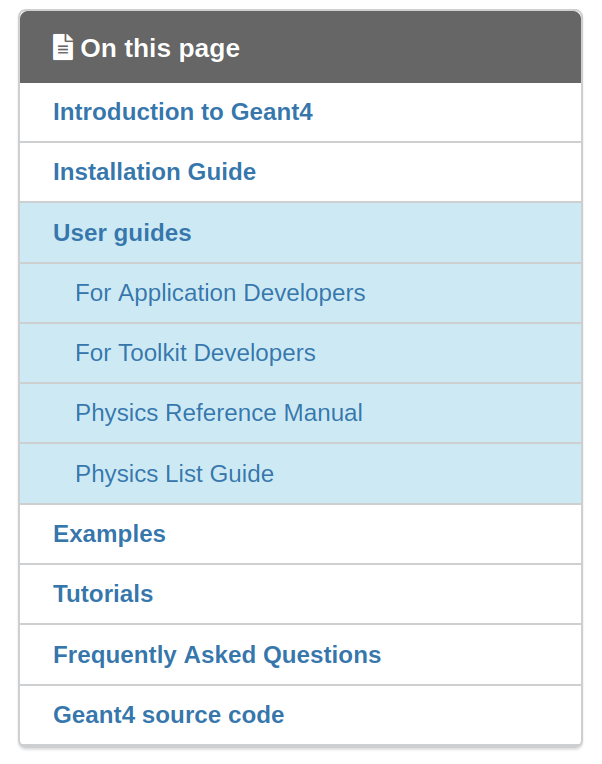 On this page
Introduction to Geant4
Installation Guide
User guides
For Application Developers
For Toolkit Developers
Physics Reference Manual
Physics List Guide
Examples
Tutorials
Frequently Asked Questions
Geant4 source code